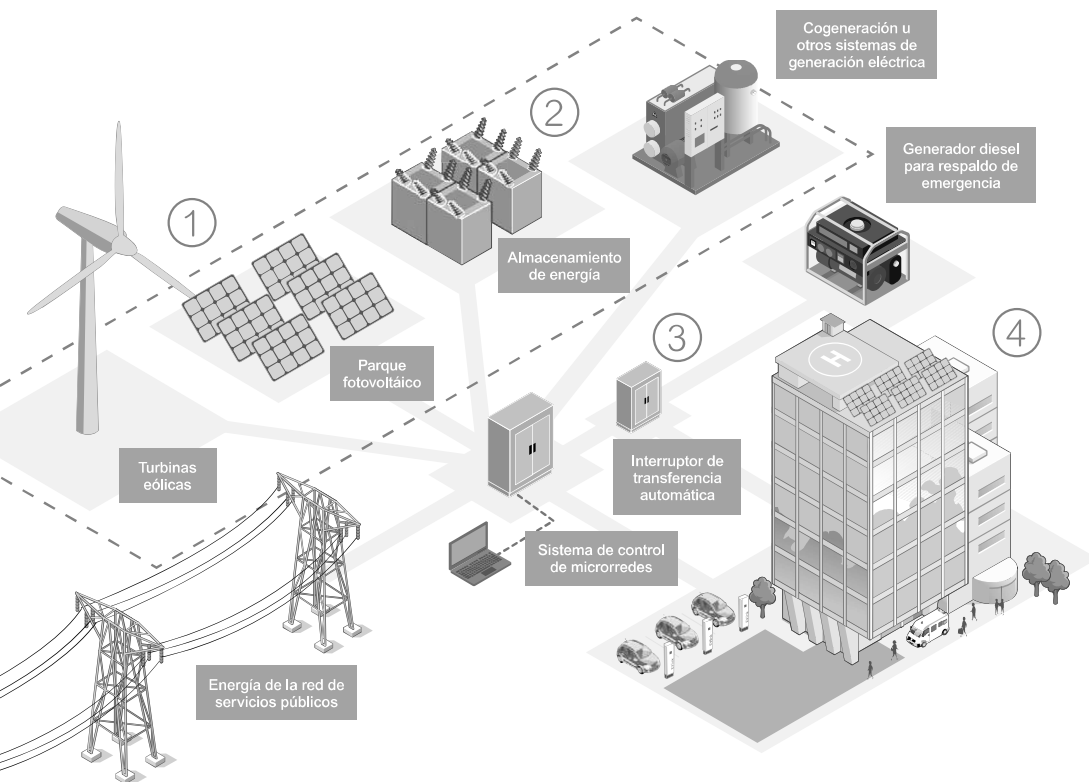 Cogeneración u
otros sistemas de
generación eléctrica
2
Generador diesel
para respaldo de
emergencia
1
Almacenamiento
de energía
3
4
Parque
fotovoltáico
H
Turbinas
eólicas
Interruptor de
transferencia
automática
Sistema de control
de microrredes
Energía de la red de
servicios públicos